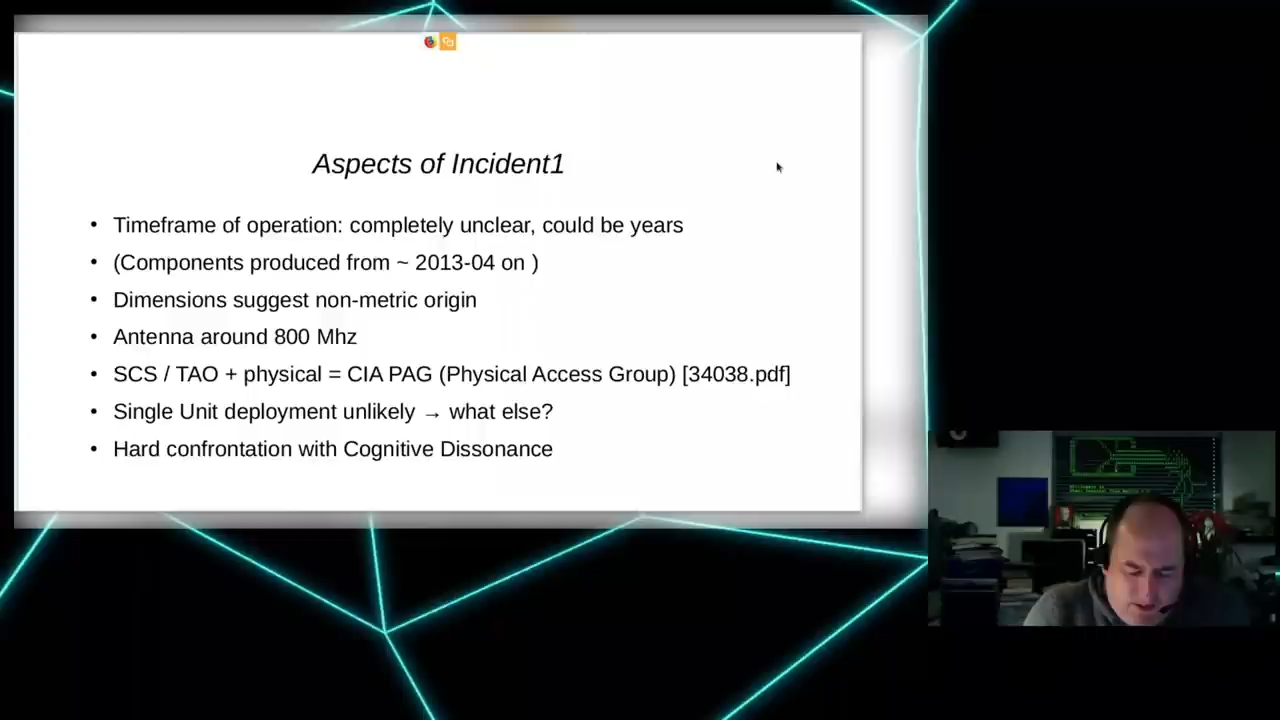 Aspects of Incident1
• Timeframe of operation: completely unclear, could be years
• (Components produced from ~ 2013-04 on )
• Dimensions suggest non-metric origin
• Antenna around 800 Mhz
• SCS / TAO + physical = CIA PAG (Physical Access Group) [34038.pdf]
• Single Unit deployment unlikely → what else?
• Hard confrontation with Cognitive Dissonance